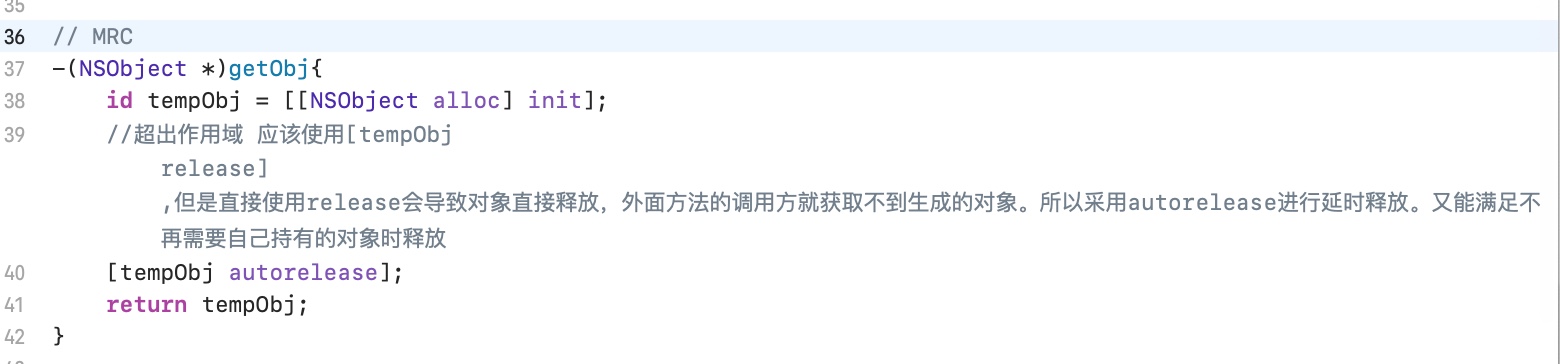 35
36 // MRC
37 -(NSObject *)getObj{
38 id tempObj = [[NSObject alloc] init];
39 //超出作用域 应该使用[tempObj
release]
,但是直接使用release会导致对象直接释放，外面方法的调用方就获取不到生成的对象。所以采用autorelease进行延时释放。又能满足不
再需要自己持有的对象时释放
40 [tempObj autorelease];
41 return tempObj;
42 }